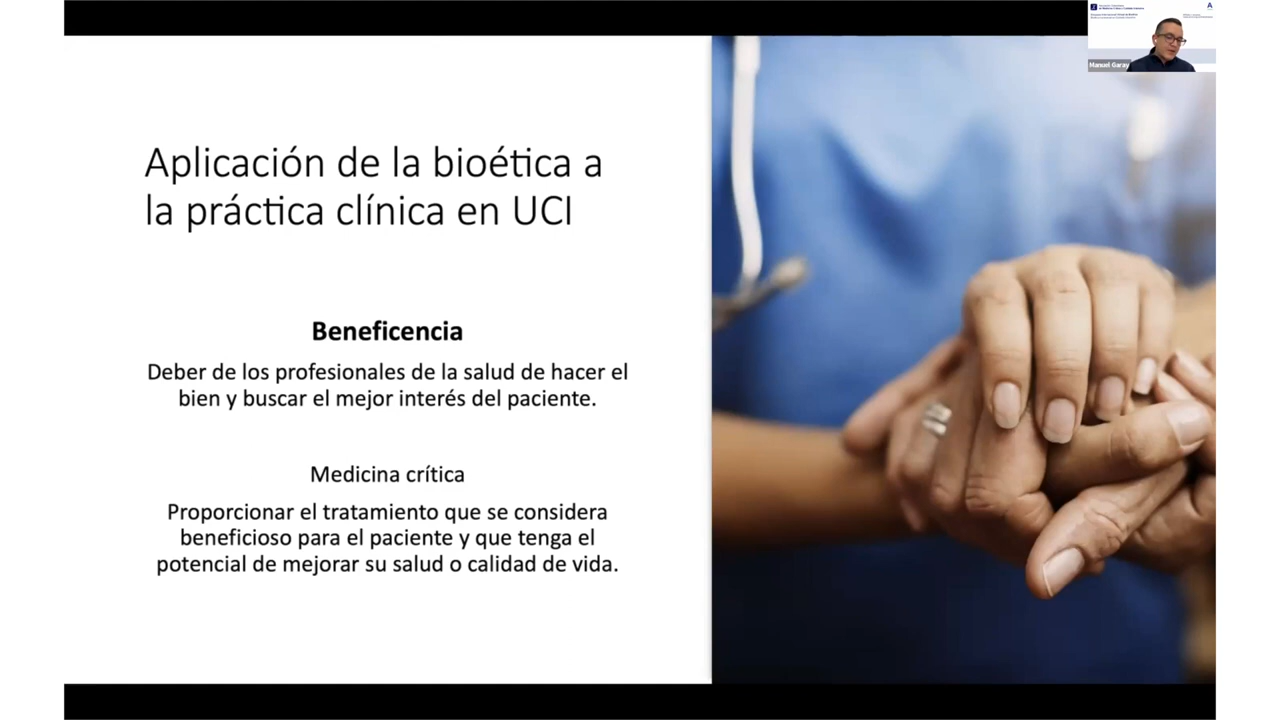 Aplicación de la bioética a
la práctica clínica en UCI
Beneficencia
Deber de los profesionales de la salud de hacer el
bien y buscar el mejor interés del paciente.
Medicina crítica
Proporcionar el tratamiento que se considera
beneficioso para el paciente y que tenga el
potencial de mejorar su salud o calidad de vida.
Manuel Garay